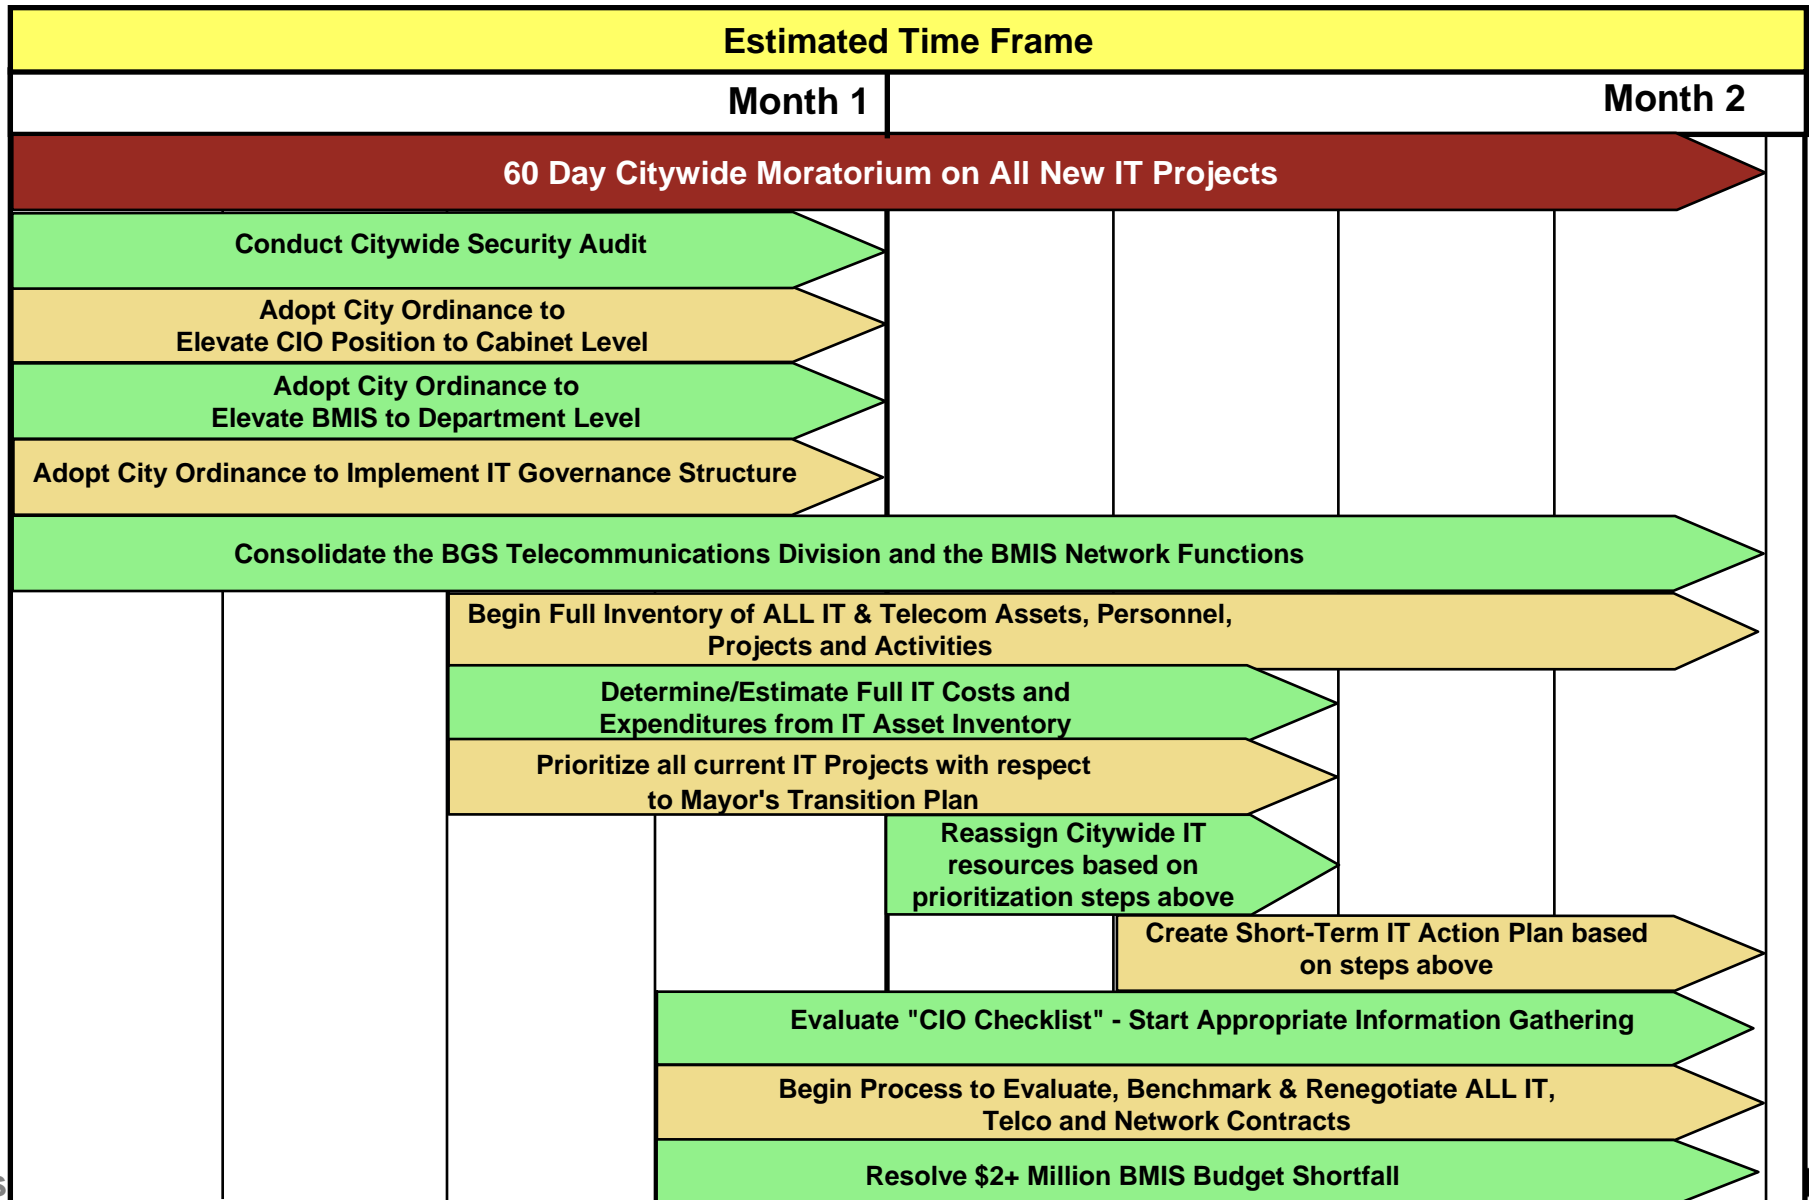 Estimated Time Frame
Month 1
Month 2
60 Day Citywide Moratorium on All New IT Projects
Conduct Citywide Security Audit
Adopt City Ordinance to
Elevate CIO Position to Cabinet Level
Adopt City Ordinance to
Elevate BMIS to Department Level
Adopt City Ordinance to Implement IT Governance Structure
Consolidate the BGS Telecommunications Division and the BMIS Network Functions
Begin Full Inventory of ALL IT & Telecom Assets, Personnel,
Projects and Activities
Determine/Estimate Full IT Costs and
Expenditures from IT Asset Inventory
Prioritize all current IT Projects with respect
to Mayor's Transition Plan
Reassign Citywide IT
resources based on
prioritization steps above
Create Short-Term IT Action Plan based
on steps above
Evaluate "CIO Checklist" - Start Appropriate Information Gathering
Begin Process to Evaluate, Benchmark & Renegotiate ALL IT,
Telco and Network Contracts
Resolve $2+ Million BMIS Budget Shortfall